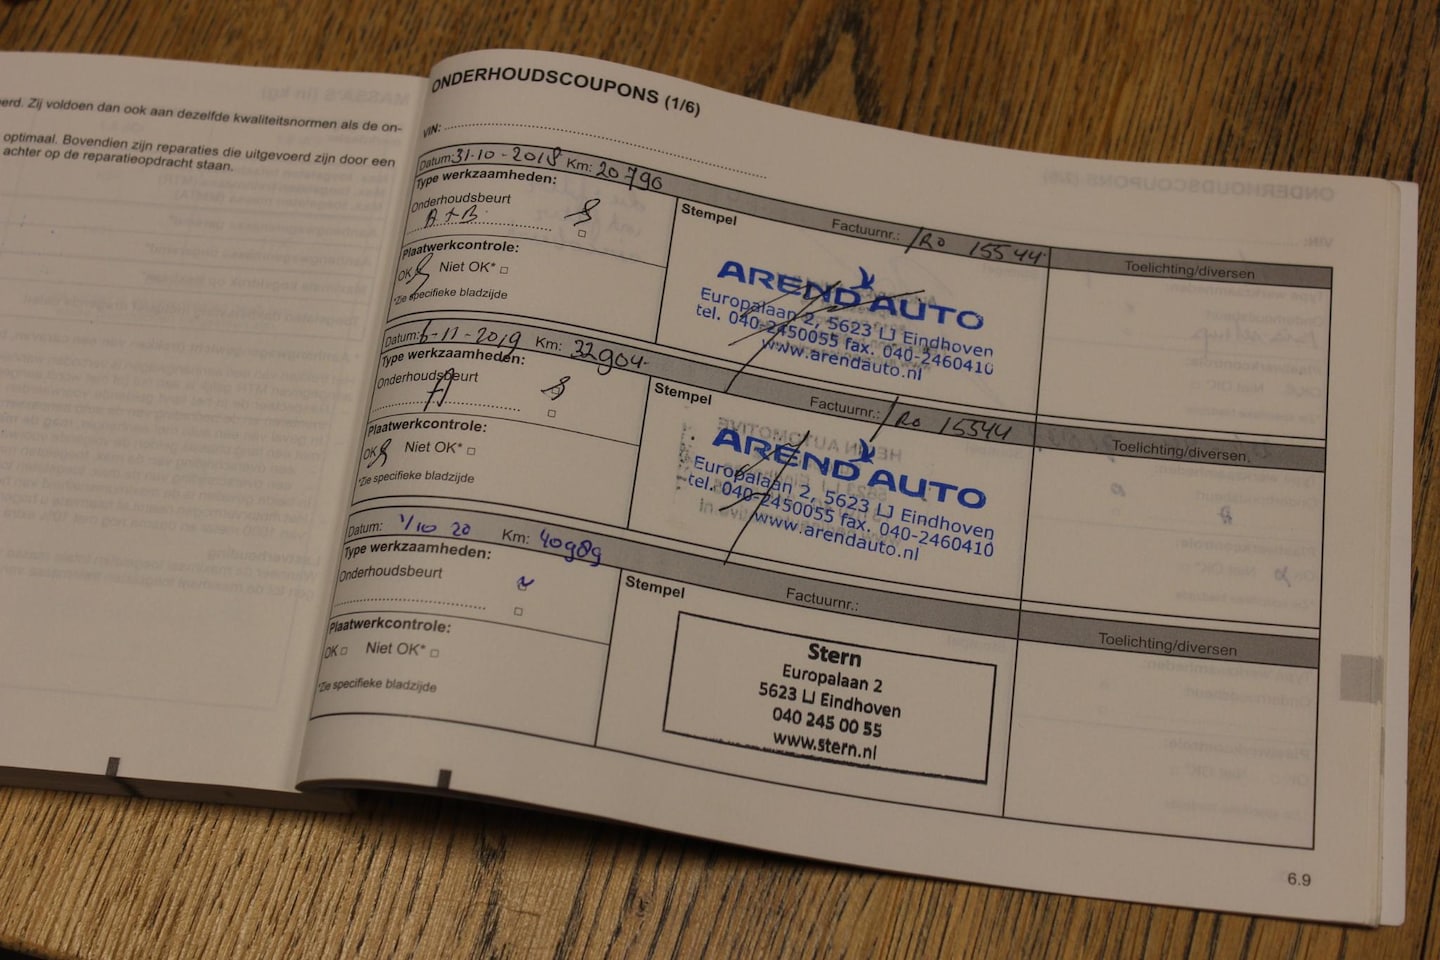 erd. Zij voldoen dan ook aan dezelfde kwaliteitsnormen als de on-
optimaal. Bovendien zijn reparaties die uitgevoerd zijn door een
achter op de reparatieopdracht staan.
ONDERHOUDSCOUPONS (1/6)
VIN:
Datum: 31-10-2018 Km: 20790
Type werkzaamheden:
Onderhoudsbeurt
A+B
Plaatwerkcontrole:
OK Niet OK* □
*Zie specifieke bladzijde
Stempel Factuurnr.: Ro 15544
Toelichting/diversen
AREND AUTO
Europalaan 2, 5623 LJ Eindhoven
tel. 040-2450055 fax. 040-2460410
www.arendauto.nl
Datum: 6-11-2019 Km: 32904
Type werkzaamheden:
Onderhoudsbeurt
A
Plaatwerkcontrole:
OK Niet OK* □
*Zie specifieke bladzijde
Stempel Factuurnr.: Ro 15544
Toelichting/diversen
AREND AUTO
Europalaan 2, 5623 LJ Eindhoven
tel. 040-2450055 fax. 040-2460410
www.arendauto.nl
Datum: 1/10 20 Km: 40989
Type werkzaamheden:
Onderhoudsbeurt
Plaatwerkcontrole:
OK □ Niet OK* □
*Zie specifieke bladzijde
Stempel Factuurnr.:
Toelichting/diversen
Stern
Europalaan 2
5623 LJ Eindhoven
040 245 00 55
www.stern.nl
6.9